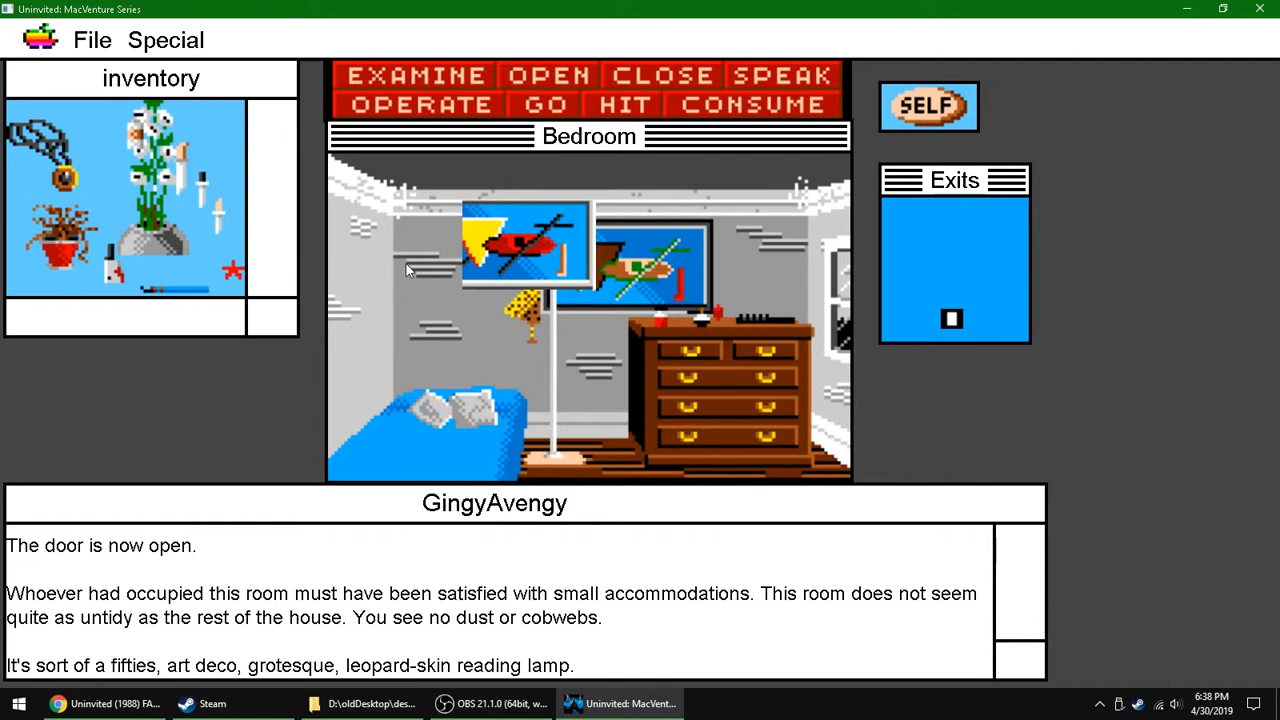 Uninvited: MacVenture Series
File Special
inventory
EXAMINE OPEN CLOSE SPEAK
OPERATE GO HIT CONSUME
SELF
Bedroom
Exits
GingyAvengy
The door is now open.
Whoever had occupied this room must have been satisfied with small accommodations. This room does not seem
quite as untidy as the rest of the house. You see no dust or cobwebs.
It's sort of a fifties, art deco, grotesque, leopard-skin reading lamp.
Uninvited (1988) FA...
Steam
D:\oldDesktop\des...
OBS 21.1.0 (64bit, w...
Uninvited: MacVent...
6:38 PM
4/30/2019